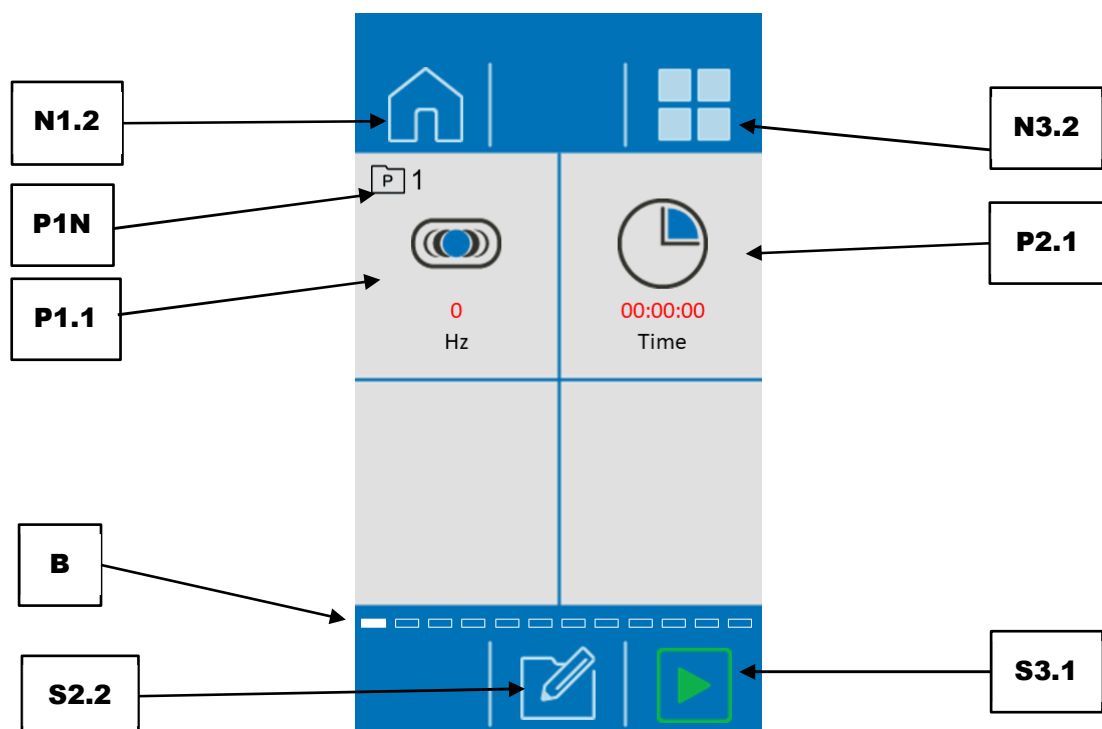 N1.2
N3.2
P1N
P 1
P2.1
P1.1
0
00:00:00
Hz
Time
B
S2.2
S3.1